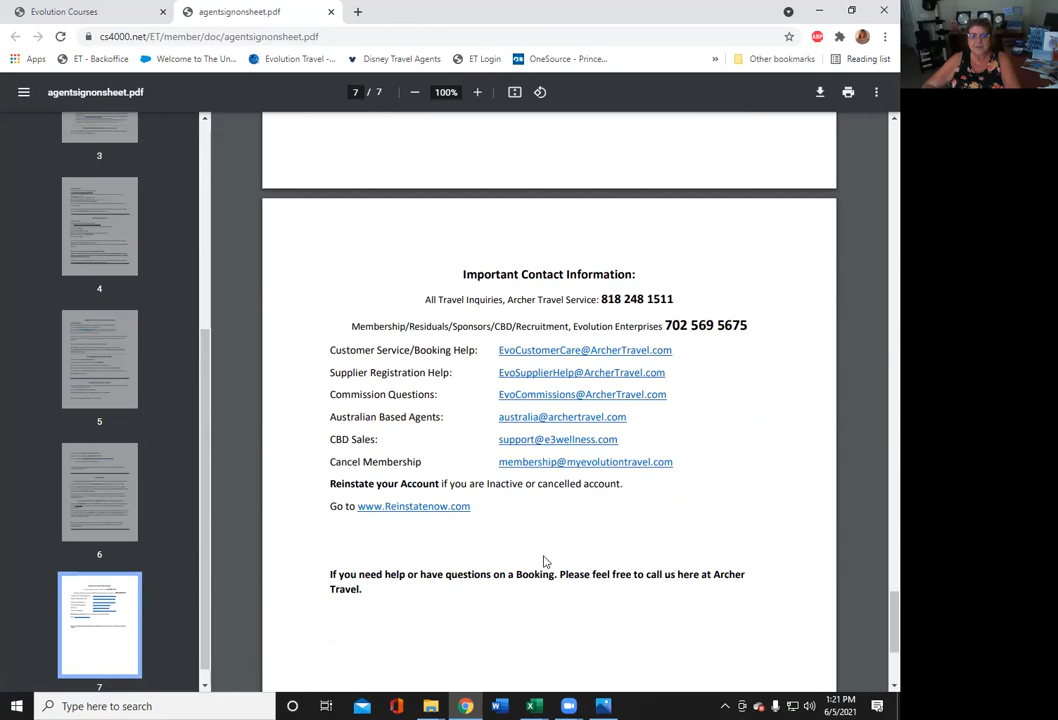 Evolution Courses
agentsignonsheet.pdf
cs4000.net/ET/member/doc/agentsignonsheet.pdf
ABP
Apps
ET - Backoffice
Welcome to The Un...
Evolution Travel -...
Disney Travel Agents
ET Login
OneSource - Prince...
»
Other bookmarks
Reading list
agentsignonsheet.pdf
7 / 7
100%
3
4
5
6
7
Important Contact Information:
All Travel Inquiries, Archer Travel Service: 818 248 1511
Membership/Residuals/Sponsors/CBD/Recruitment, Evolution Enterprises 702 569 5675
Customer Service/Booking Help: EvoCustomerCare@ArcherTravel.com
Supplier Registration Help: EvoSupplierHelp@ArcherTravel.com
Commission Questions: EvoCommissions@ArcherTravel.com
Australian Based Agents: australia@archertravel.com
CBD Sales: support@e3wellness.com
Cancel Membership membership@myevolutiontravel.com
Reinstate your Account if you are Inactive or cancelled account.
Go to www.Reinstatenow.com
If you need help or have questions on a Booking. Please feel free to call us here at Archer
Travel.
Type here to search
1:21 PM
6/5/2021